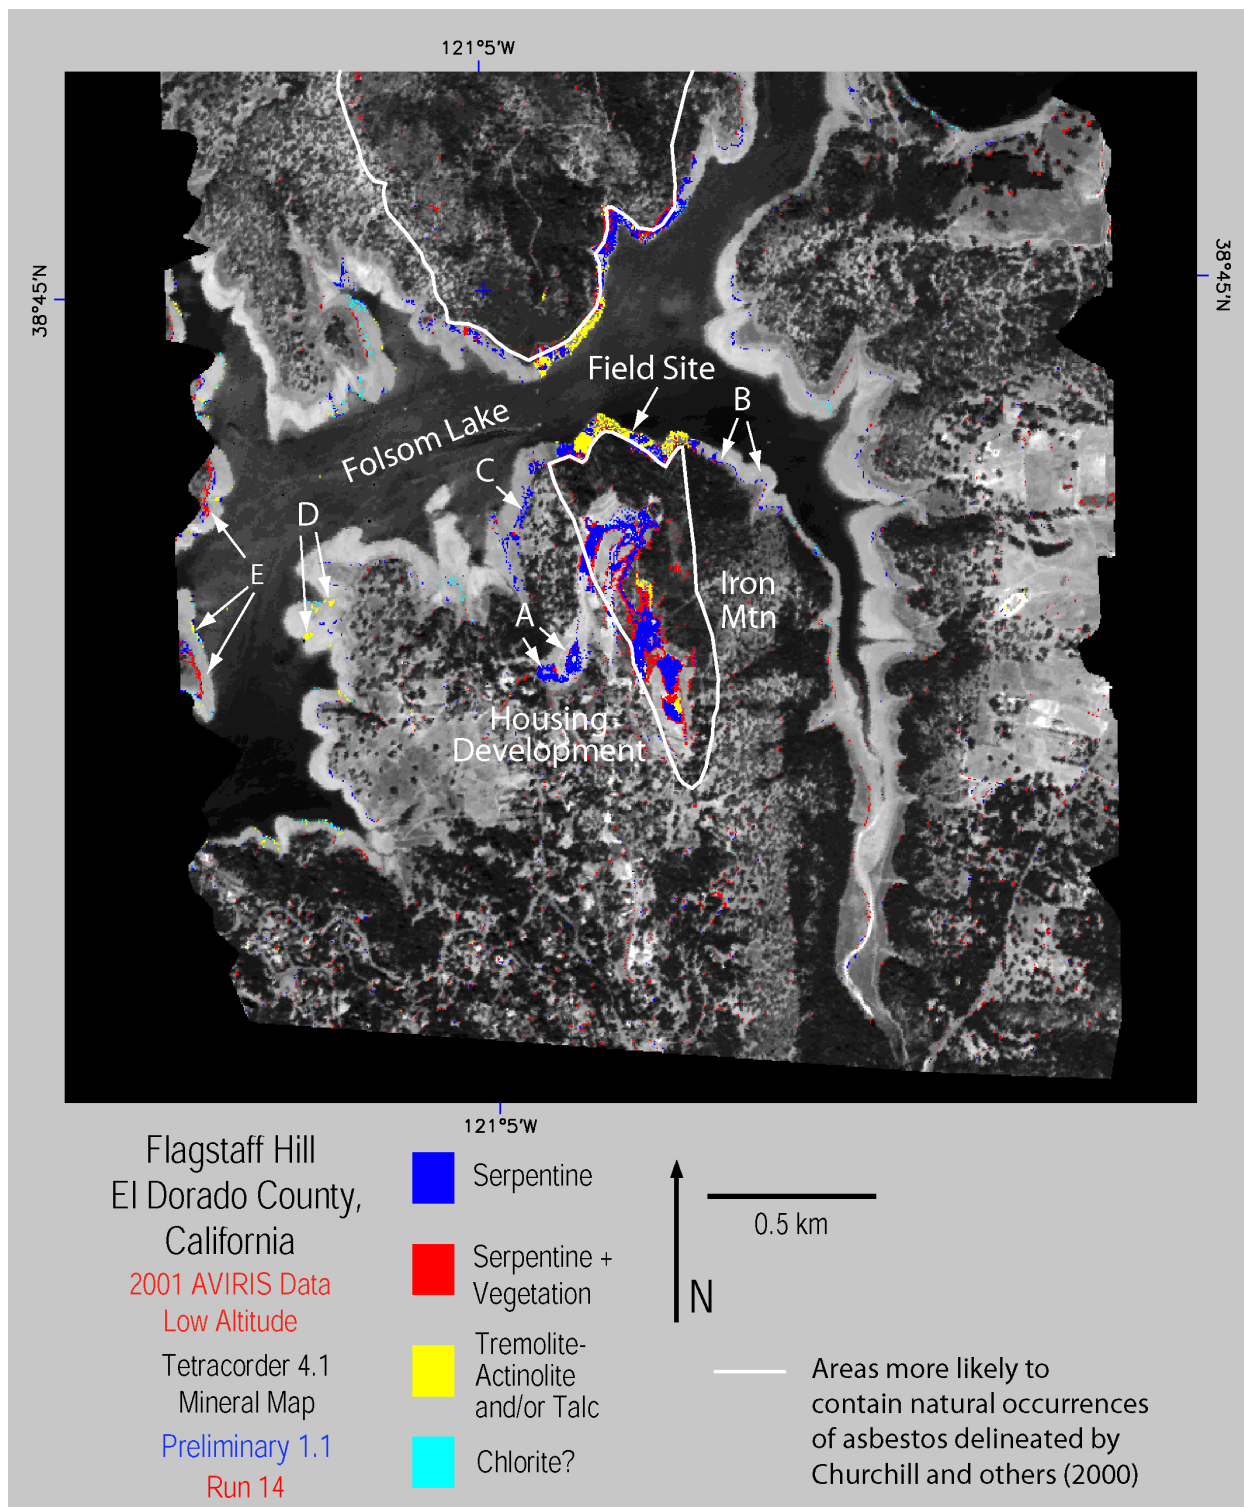 121°5'W
38°45'N
38°45'N
Field Site
B
Folsom Lake
C
D
E
A
Iron
Mtn
Housing
Development
121°5'W
Flagstaff Hill
El Dorado County,
California
2001 AVIRIS Data
Low Altitude
Tetracorder 4.1
Mineral Map
Preliminary 1.1
Run 14
Serpentine
Serpentine +
Vegetation
Tremolite-
Actinolite
and/or Talc
Chlorite?
N
0.5 km
Areas more likely to
contain natural occurrences
of asbestos delineated by
Churchill and others (2000)